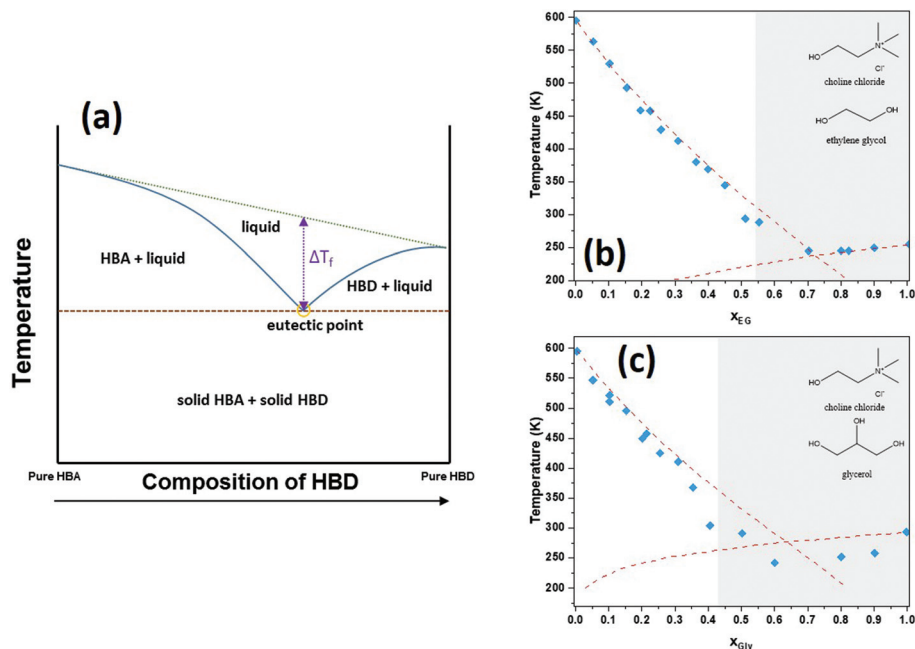 (a)
Temperature
liquid
HBA + liquid
ΔTf
HBD + liquid
eutectic point
solid HBA + solid HBD
Pure HBA
Composition of HBD
Pure HBD
(b)
Temperature (K)
600
550
500
450
400
350
300
250
200
0.0 0.1 0.2 0.3 0.4 0.5 0.6 0.7 0.8 0.9 1.0
xEG
HO
N+
Cl-
choline chloride
HO
OH
ethylene glycol
(c)
Temperature (K)
600
550
500
450
400
350
300
250
200
0.0 0.1 0.2 0.3 0.4 0.5 0.6 0.7 0.8 0.9 1.0
xGly
HO
N+
Cl-
choline chloride
OH
HO
OH
glycerol